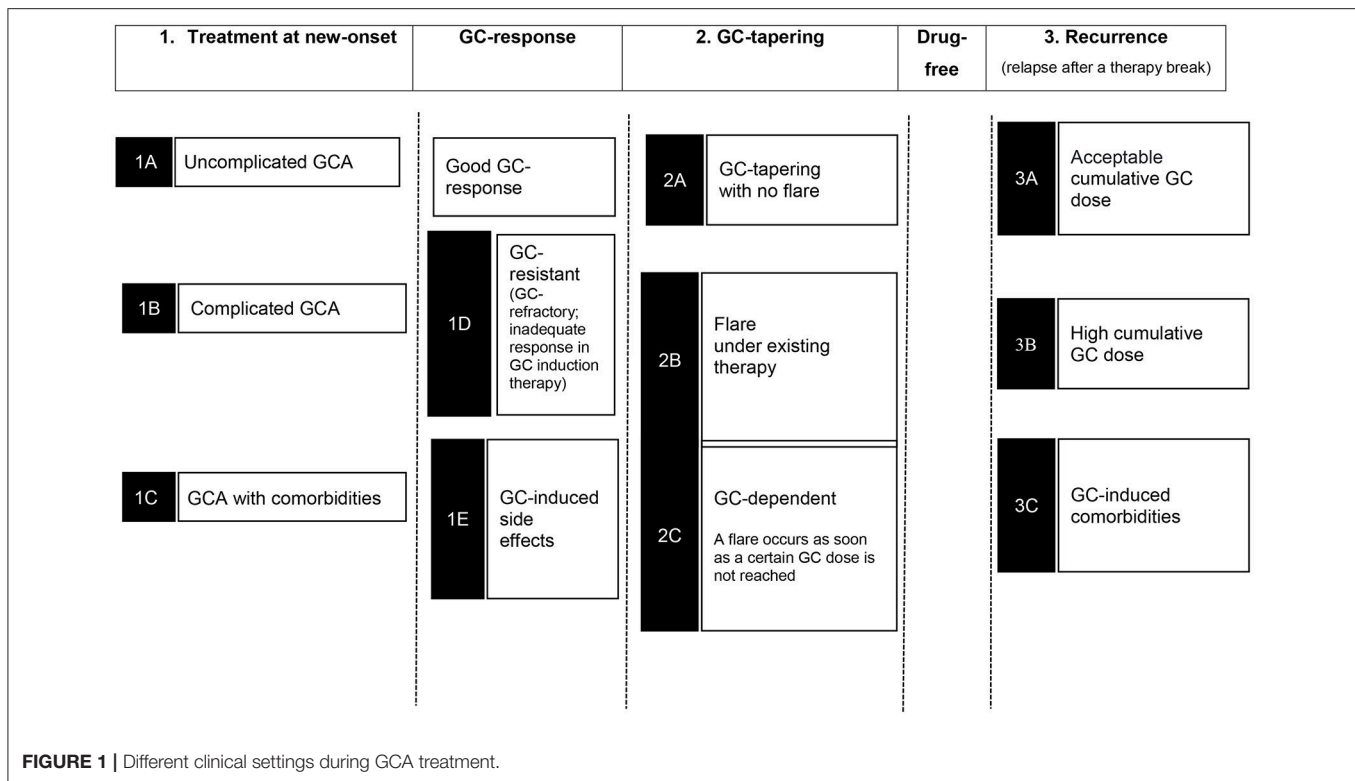 1. Treatment at new-onset
GC-response
2. GC-tapering
Drug-
free
3. Recurrence
(relapse after a therapy break)
1A
Uncomplicated GCA
1B
Complicated GCA
1C
GCA with comorbidities
Good GC-
response
1D
GC-
resistant
(GC-
refractory;
inadequate
response in
GC induction
therapy)
1E
GC-induced
side
effects
2A
GC-tapering
with no flare
2B
Flare
under existing
therapy
2C
GC-dependent
A flare occurs as soon
as a certain GC dose is
not reached
3A
Acceptable
cumulative GC
dose
3B
High cumulative
GC dose
3C
GC-induced
comorbidities
FIGURE 1 | Different clinical settings during GCA treatment.